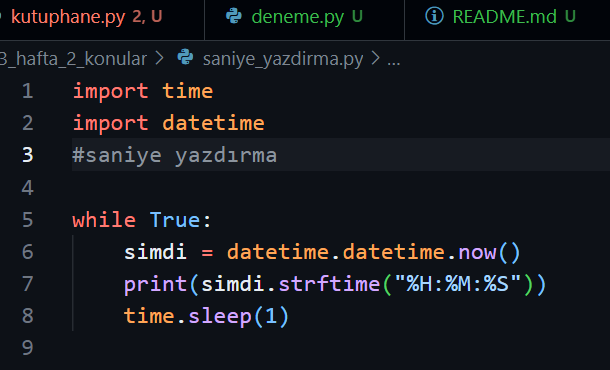 kutuphane.py 2, U deneme.py U README.md U
3_hafta_2_konular > saniye_yazdirma.py > ...
1 import time
2 import datetime
3 #saniye yazdırma
4
5 while True:
6 simdi = datetime.datetime.now()
7 print(simdi.strftime("%H:%M:%S"))
8 time.sleep(1)
9